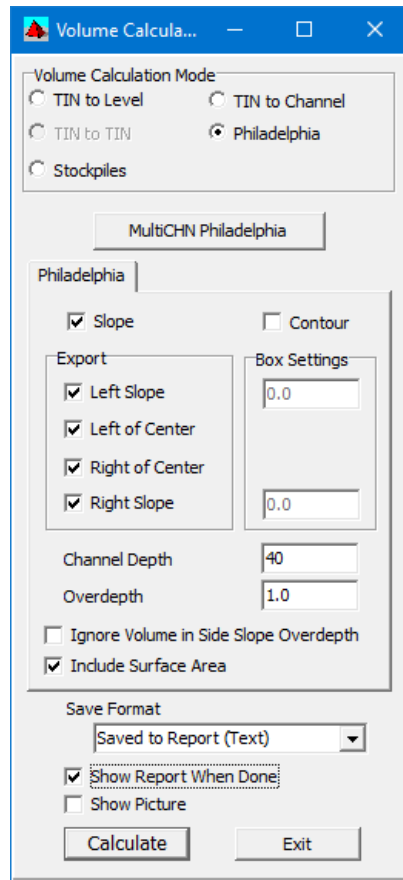 Volume Calcula...
Volume Calculation Mode
TIN to Level TIN to Channel
TIN to TIN Philadelphia
Stockpiles
MultiCHN Philadelphia
Philadelphia
Slope Contour
Export Box Settings
Left Slope 0.0
Left of Center
Right of Center
Right Slope 0.0
Channel Depth 40
Overdepth 1.0
Ignore Volume in Side Slope Overdepth
Include Surface Area
Save Format
Saved to Report (Text)
Show Report When Done
Show Picture
Calculate Exit